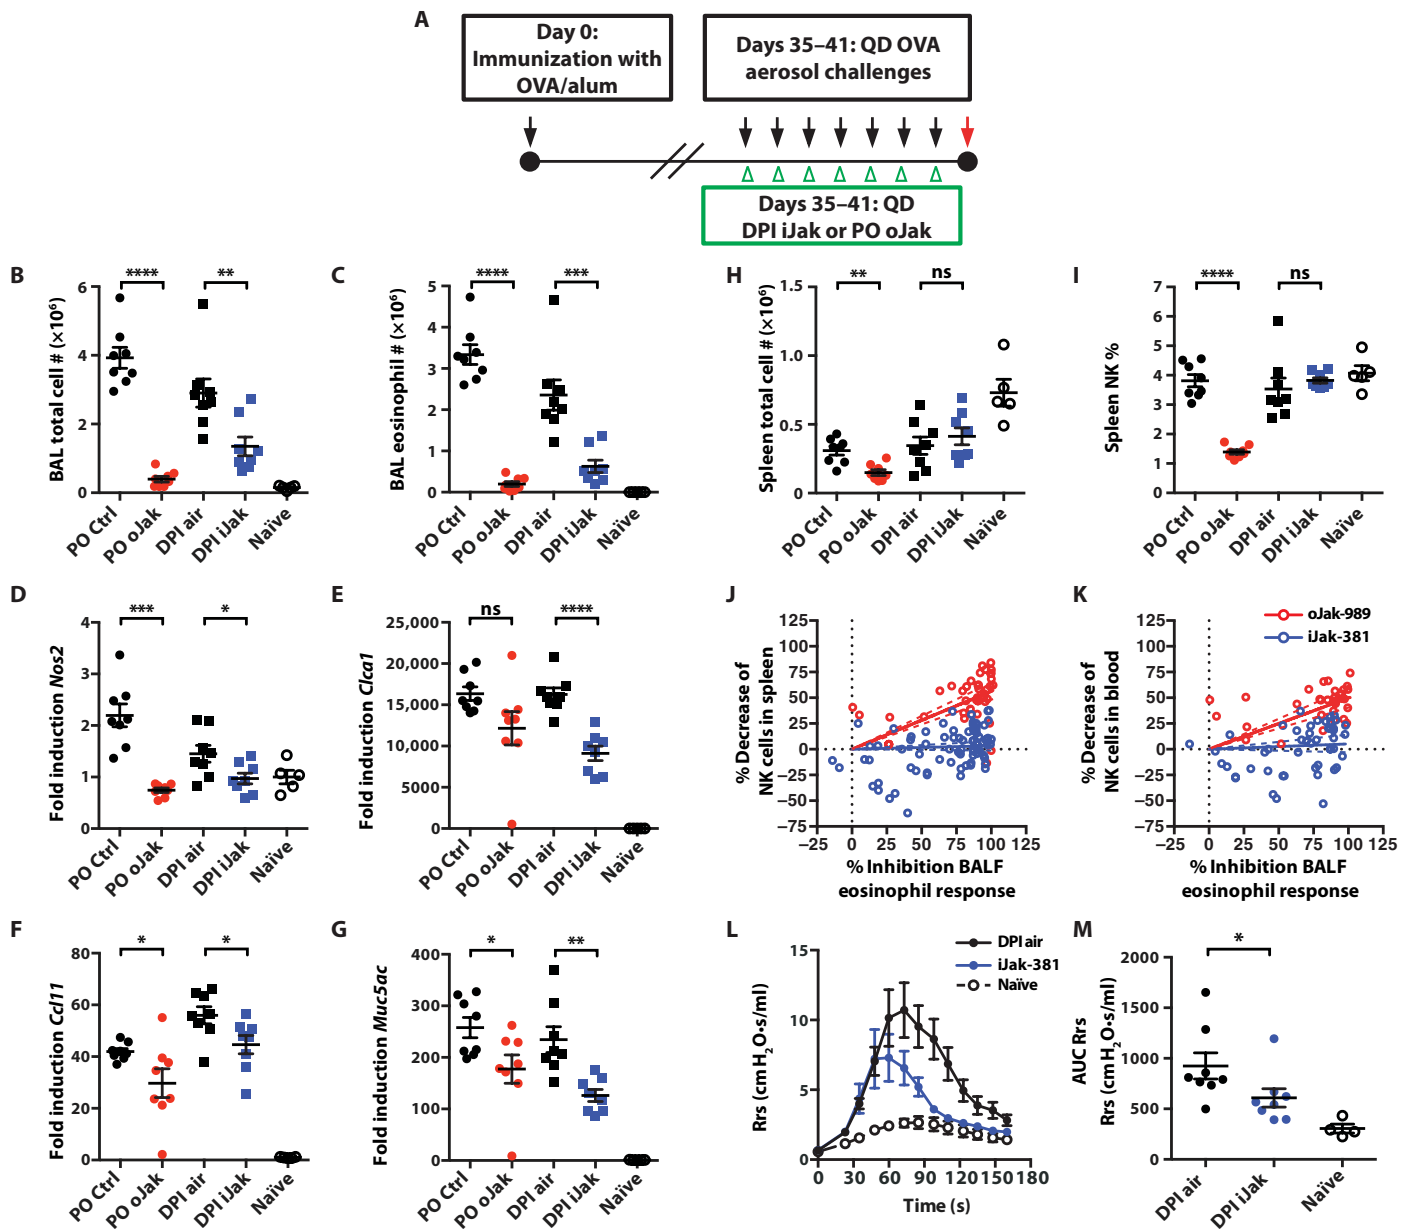 A
Day 0:
Immunization with
OVA/alum
Days 35–41: QD OVA
aerosol challenges
Days 35–41: QD
DPI iJak or PO oJak
B
BAL total cell # (×10⁶)
6
4
2
0
****
**
PO Ctrl
PO oJak
DPI air
DPI iJak
Naïve
C
BAL eosinophil # (×10⁶)
5
4
3
2
1
0
****
***
PO Ctrl
PO oJak
DPI air
DPI iJak
Naïve
H
Spleen total cell # (×10⁶)
1.5
1.0
0.5
0
**
ns
PO Ctrl
PO oJak
DPI air
DPI iJak
Naïve
I
Spleen NK %
7
6
5
4
3
2
1
0
****
ns
PO Ctrl
PO oJak
DPI air
DPI iJak
Naïve
D
Fold induction Nos2
4
3
2
1
0
***
*
PO Ctrl
PO oJak
DPI air
DPI iJak
Naïve
E
Fold induction Clca1
25,000
20,000
15,000
10,000
5000
0
ns
****
PO Ctrl
PO oJak
DPI air
DPI iJak
Naïve
J
% Decrease of
NK cells in spleen
125
100
75
50
25
0
−25
−50
−75
−25 0 25 50 75 100 125
% Inhibition BALF
eosinophil response
K
% Decrease of
NK cells in blood
125
100
75
50
25
0
−25
−50
−75
oJak-989
iJak-381
−25 0 25 50 75 100 125
% Inhibition BALF
eosinophil response
F
Fold induction Ccl11
80
60
40
20
0
*
*
PO Ctrl
PO oJak
DPI air
DPI iJak
Naïve
G
Fold induction Muc5ac
400
300
200
100
0
*
**
PO Ctrl
PO oJak
DPI air
DPI iJak
Naïve
L
Rrs (cm H₂O·s/ml)
15
10
5
0
DPI air
iJak-381
Naïve
0 30 60 90 120 150 180
Time (s)
M
AUC Rrs
Rrs (cm H₂O·s/ml)
2000
1500
1000
500
0
*
DPI air
DPI iJak
Naïve